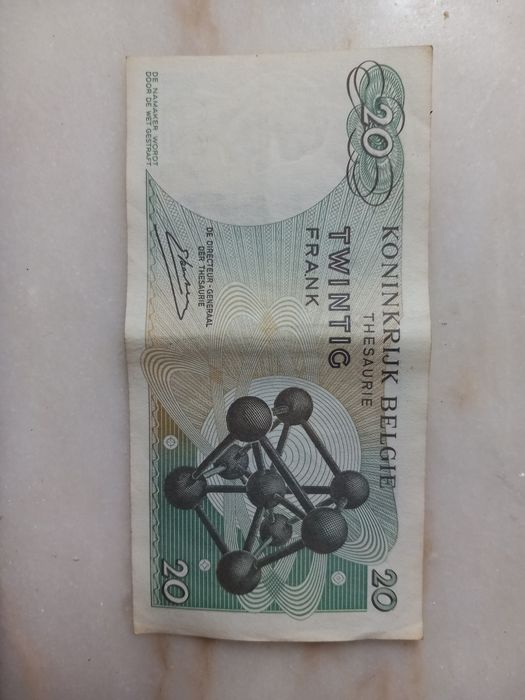 20
KONINKRIJK BELGIE
THESAURIE
TWINTIG
FRANK
DE DIRECTEUR-GENERAAL
DER THESAURIE
DE NAMAKER WORDT
DOOR DE WET GESTRAFT
20
20